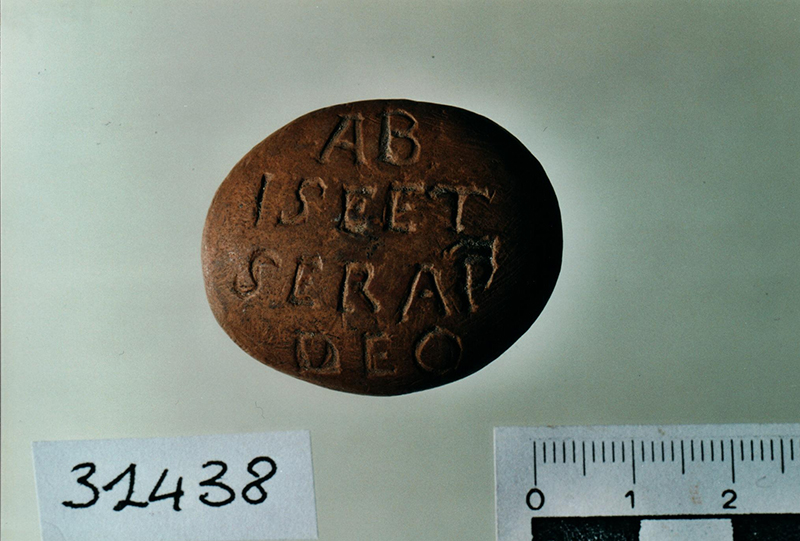 AB
ISEET
SERAP
DEO
31438
0 1 2